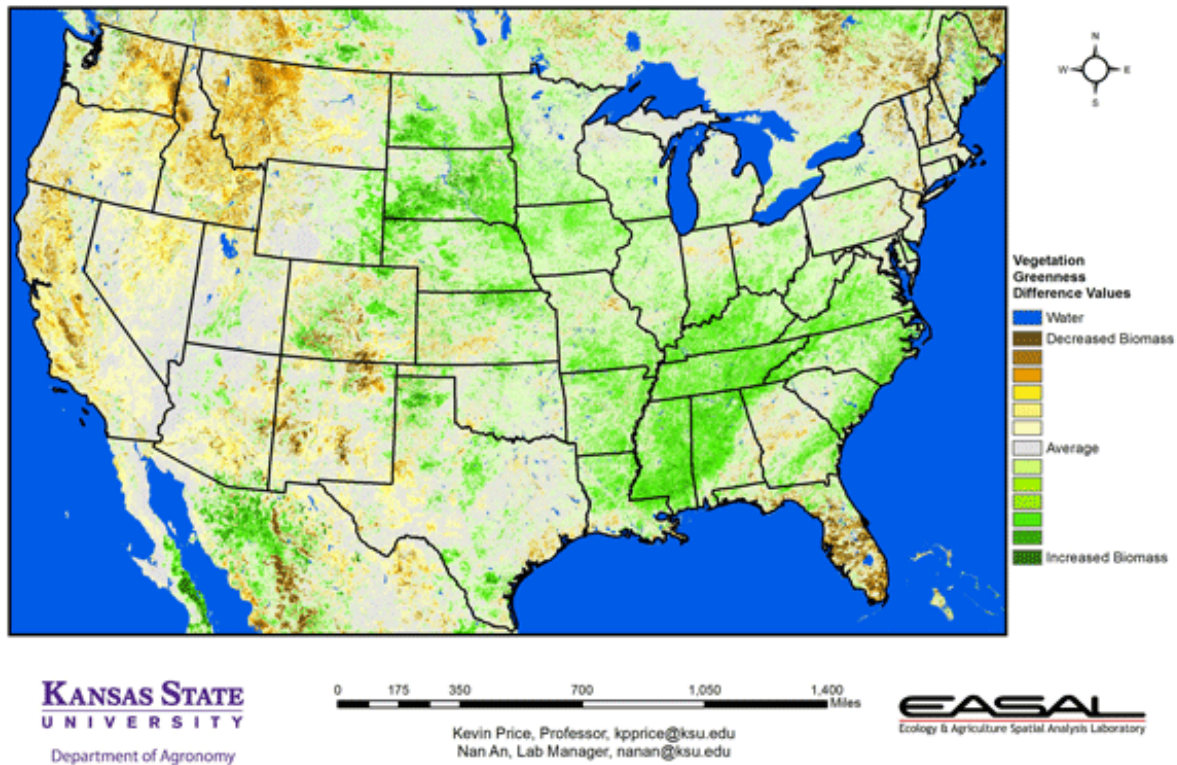 N
W E
S
Vegetation
Greenness
Difference Values
Water
Decreased Biomass
Average
Increased Biomass
KANSAS STATE
UNIVERSITY
Department of Agronomy
0 175 350 700 1,050 1,400
Miles
Kevin Price, Professor, kpprice@ksu.edu
Nan An, Lab Manager, nanan@ksu.edu
EASAL
Ecology & Agriculture Spatial Analysis Laboratory